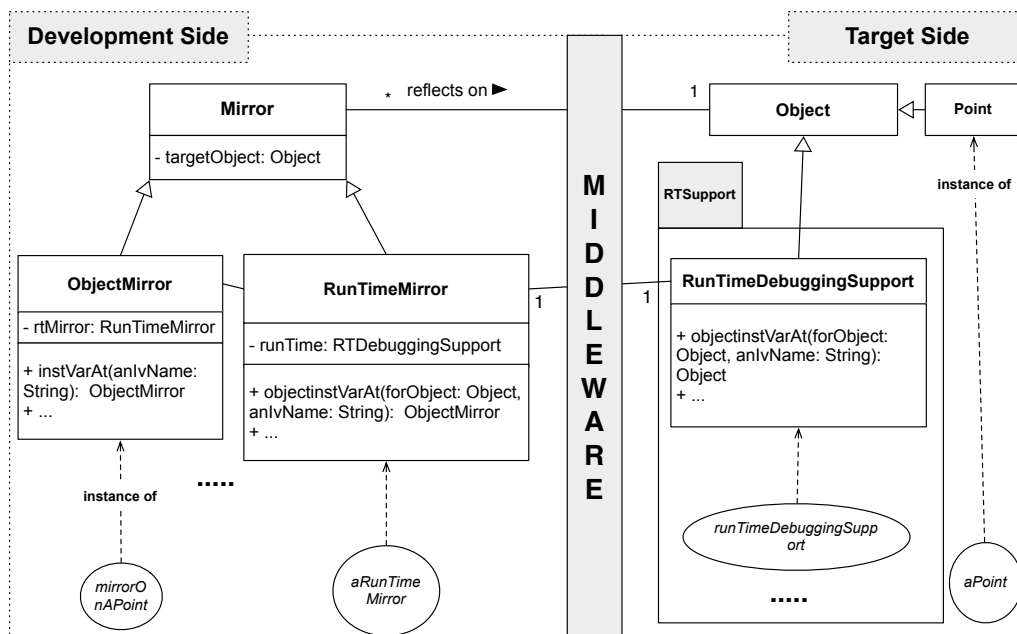 Development Side
Target Side
Mirror
- targetObject: Object
* reflects on ►
1
Object
Point
instance of
RTSupport
MIDDLEWARE
ObjectMirror
- rtMirror: RunTimeMirror
+ instVarAt(anIvName:
String): ObjectMirror
+ ...
RunTimeMirror
- runTime: RTDebuggingSupport
+ objectinstVarAt(forObject: Object,
anIvName: String): ObjectMirror
+ ...
1
1
RunTimeDebuggingSupport
+ objectinstVarAt(forObject:
Object, anIvName: String):
Object
+ ...
instance of
.....
mirrorO
nAPoint
aRunTime
Mirror
runTimeDebuggingSupp
ort
.....
aPoint